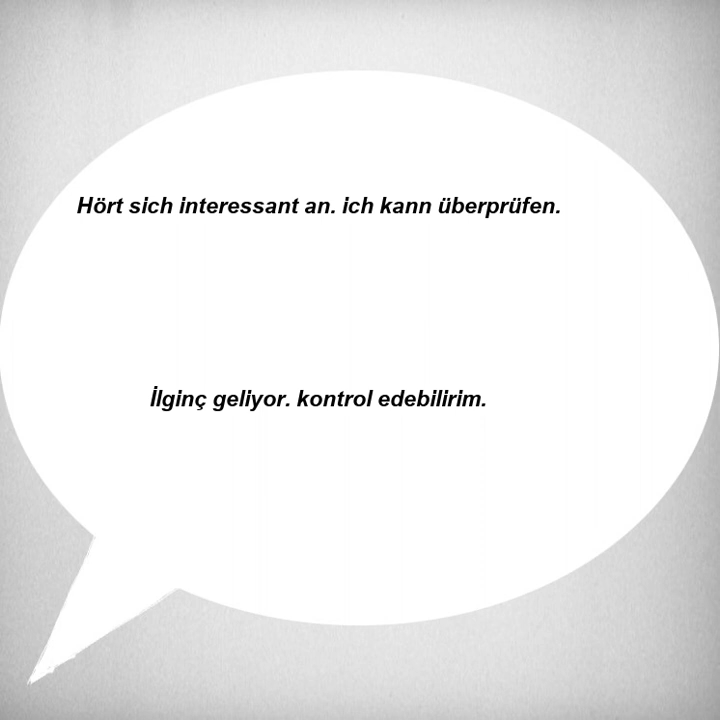 Hört sich interessant an. ich kann überprüfen.
İlginç geliyor. kontrol edebilirim.